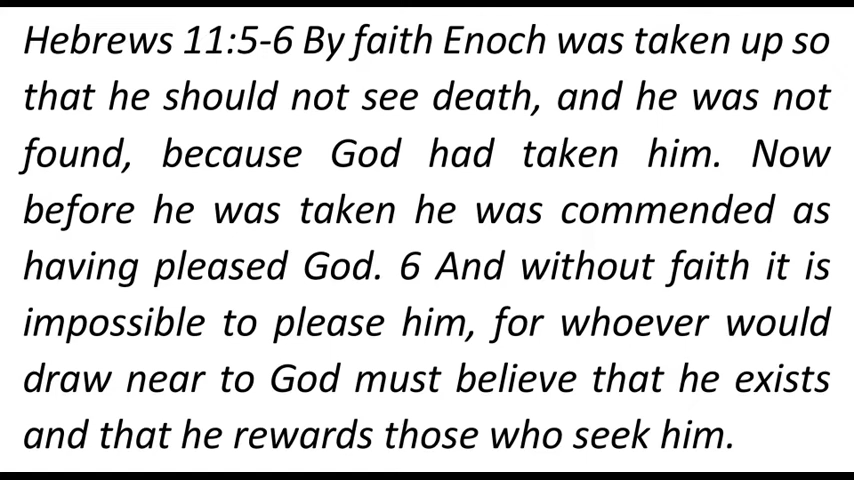 Hebrews 11:5-6 By faith Enoch was taken up so
that he should not see death, and he was not
found, because God had taken him. Now
before he was taken he was commended as
having pleased God. 6 And without faith it is
impossible to please him, for whoever would
draw near to God must believe that he exists
and that he rewards those who seek him.